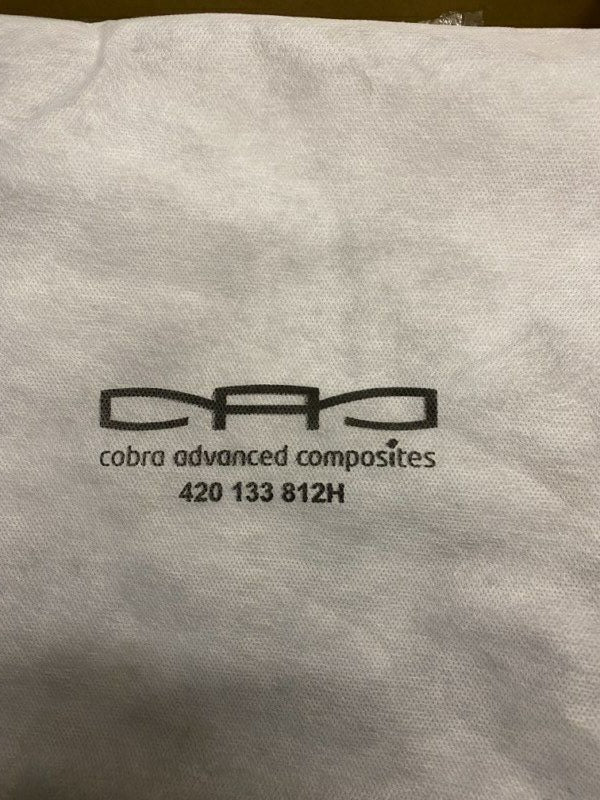 CAC
cobra advanced composites
420 133 812H